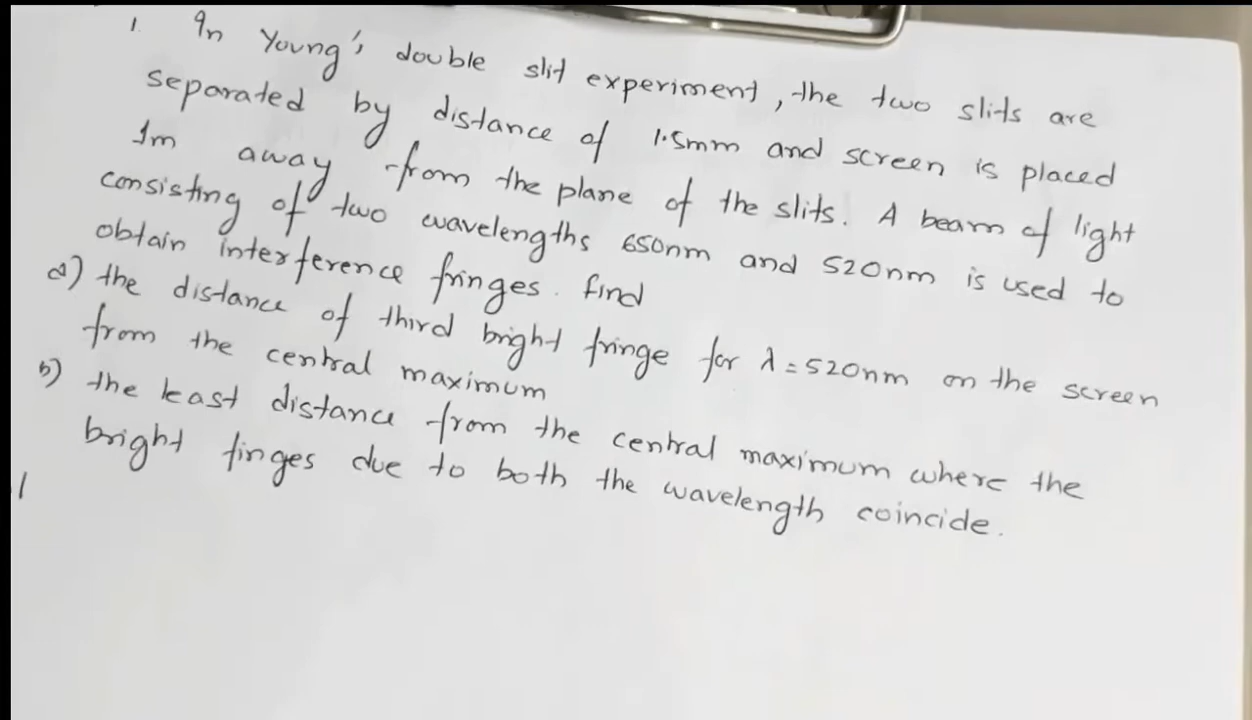 1. In Young's double slit experiment, the two slits are
separated by distance of 1.5mm and screen is placed
1m away from the plane of the slits. A beam of light
consisting of two wavelengths 650nm and 520nm is used to
obtain interference fringes. find
a) the distance of third bright fringe for λ=520nm on the screen
from the central maximum
b) the least distance from the central maximum where the
bright finges due to both the wavelength coincide.